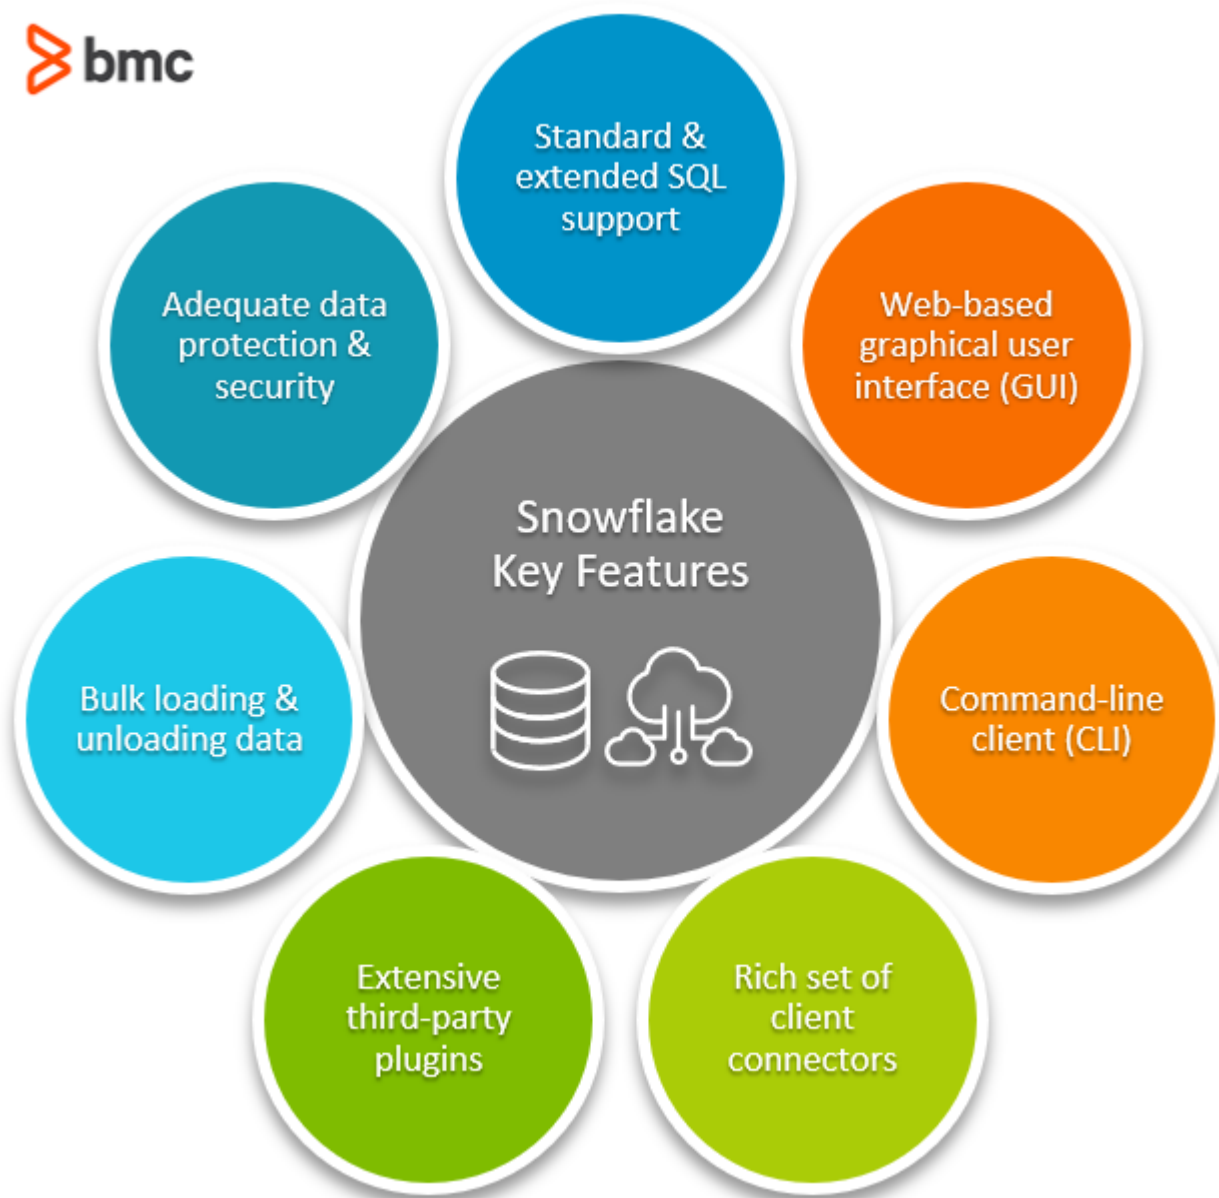 bmc
Standard &
extended SQL
support
Adequate data
protection &
security
Web-based
graphical user
interface (GUI)
Snowflake
Key Features
Bulk loading &
unloading data
Command-line
client (CLI)
Extensive
third-party
plugins
Rich set of
client
connectors